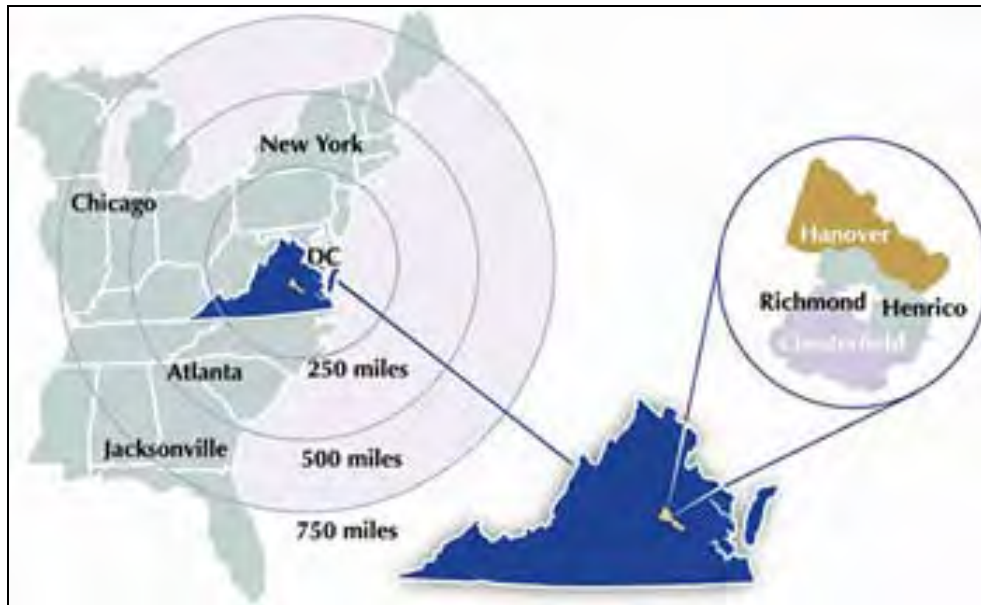 New York
Chicago
DC
Hanover
Richmond
Henrico
Chesterfield
Atlanta
250 miles
Jacksonville
500 miles
750 miles